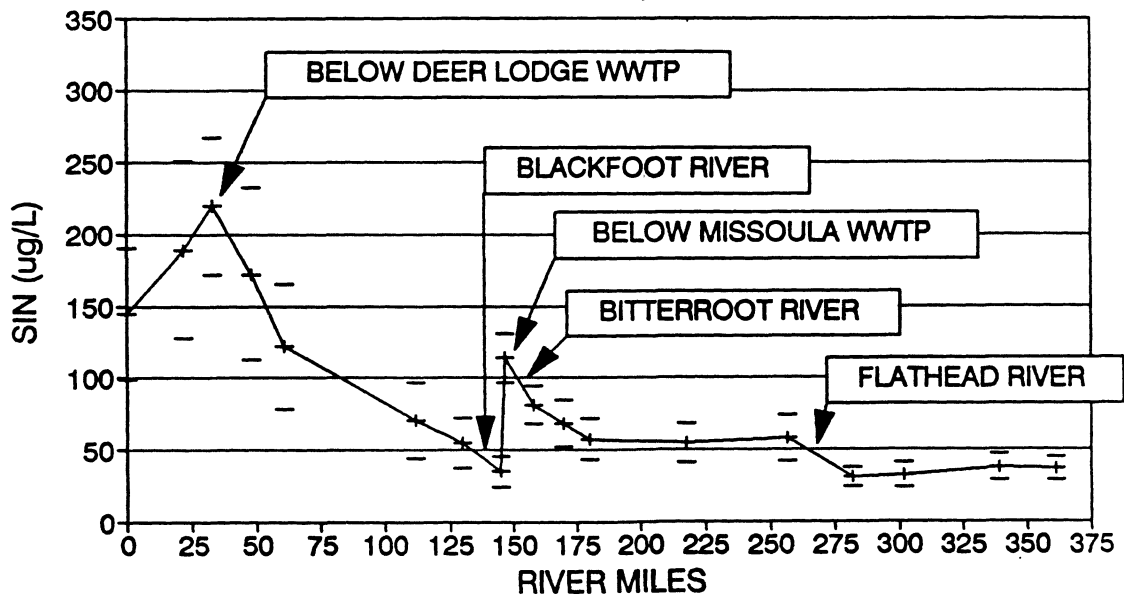 350
300
250
200
150
100
50
0
SIN (ug/L)
BELOW DEER LODGE WWTP
BLACKFOOT RIVER
BELOW MISSOULA WWTP
BITTERROOT RIVER
FLATHEAD RIVER
0 25 50 75 100 125 150 175 200 225 250 275 300 325 350 375
RIVER MILES